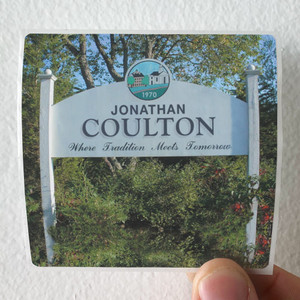 1970
JONATHAN
COULTON
Where Tradition Meets Tomorrow